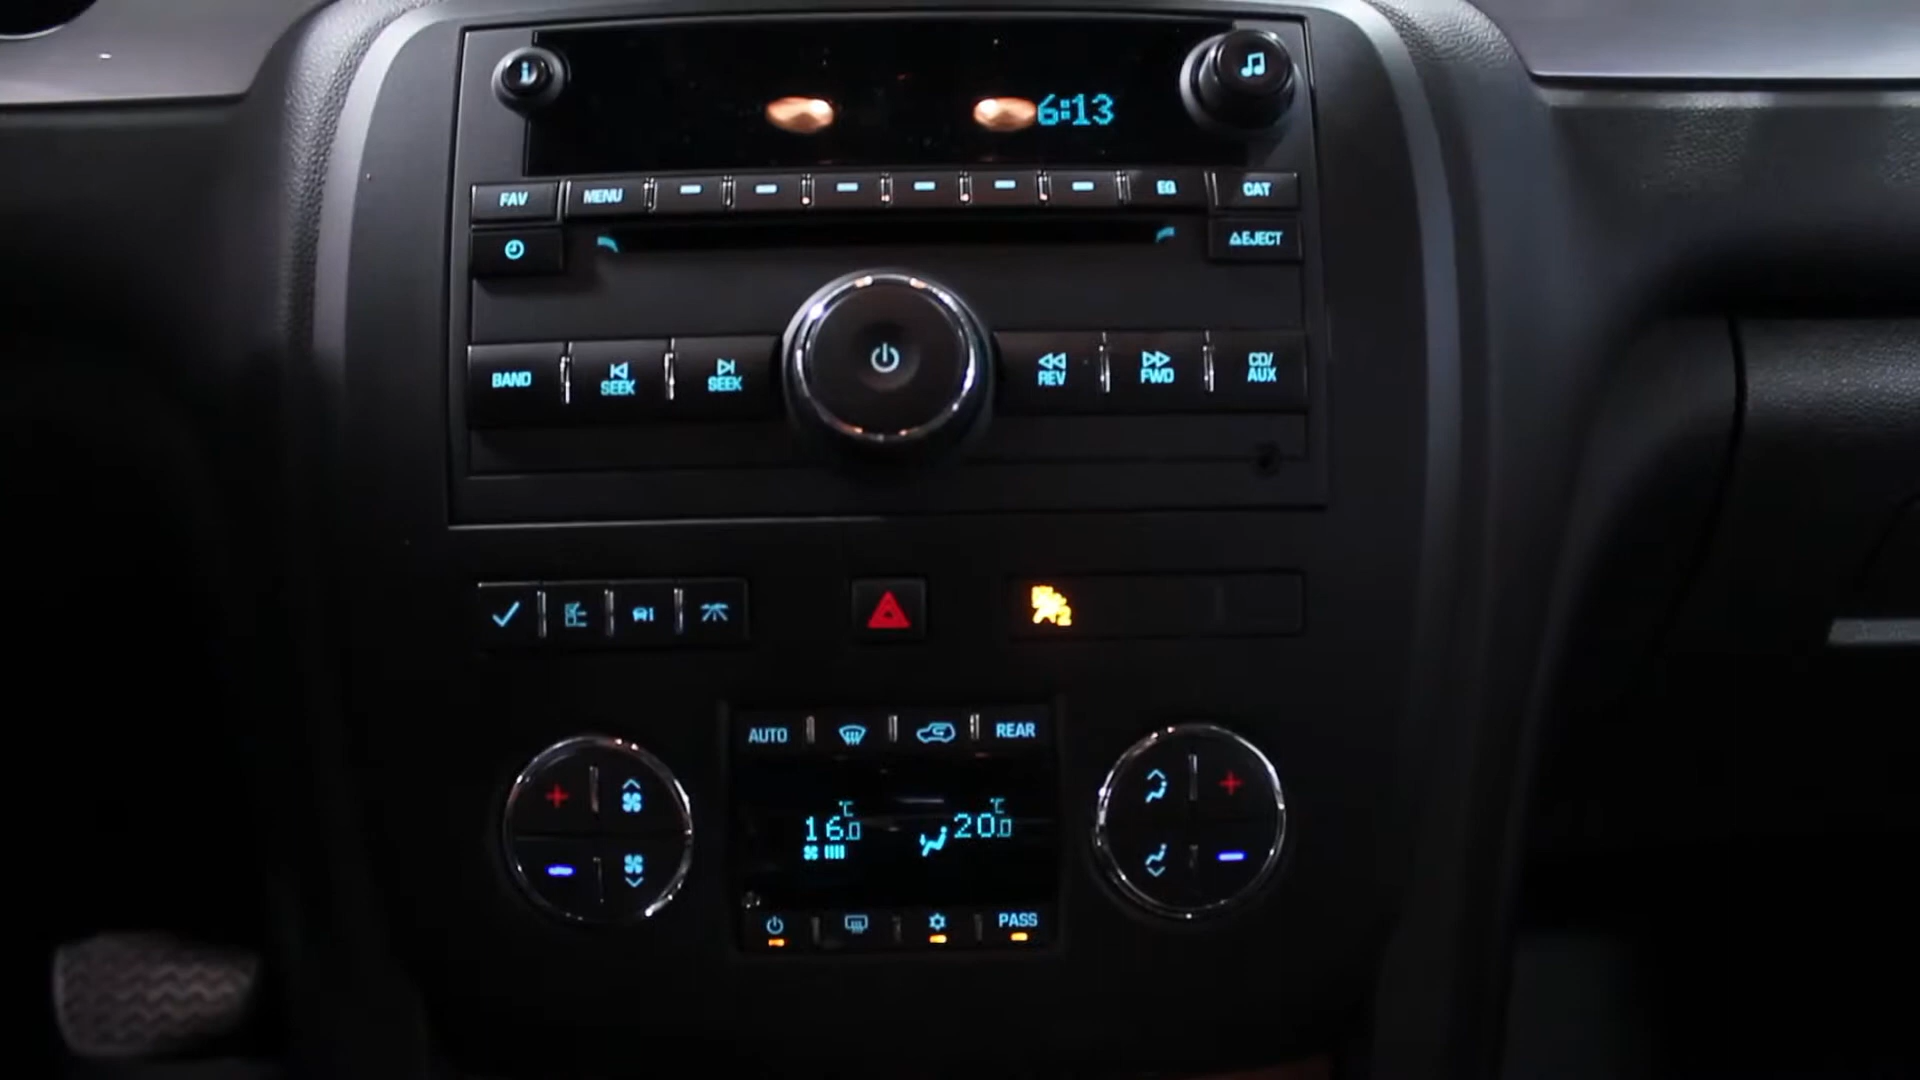 i
6:13
FAV
MENU
EQ
CAT
EJECT
BAND
SEEK
SEEK
REV
FWD
CD/
AUX
i
2
AUTO
REAR
16.0 °C
20.0 °C
PASS